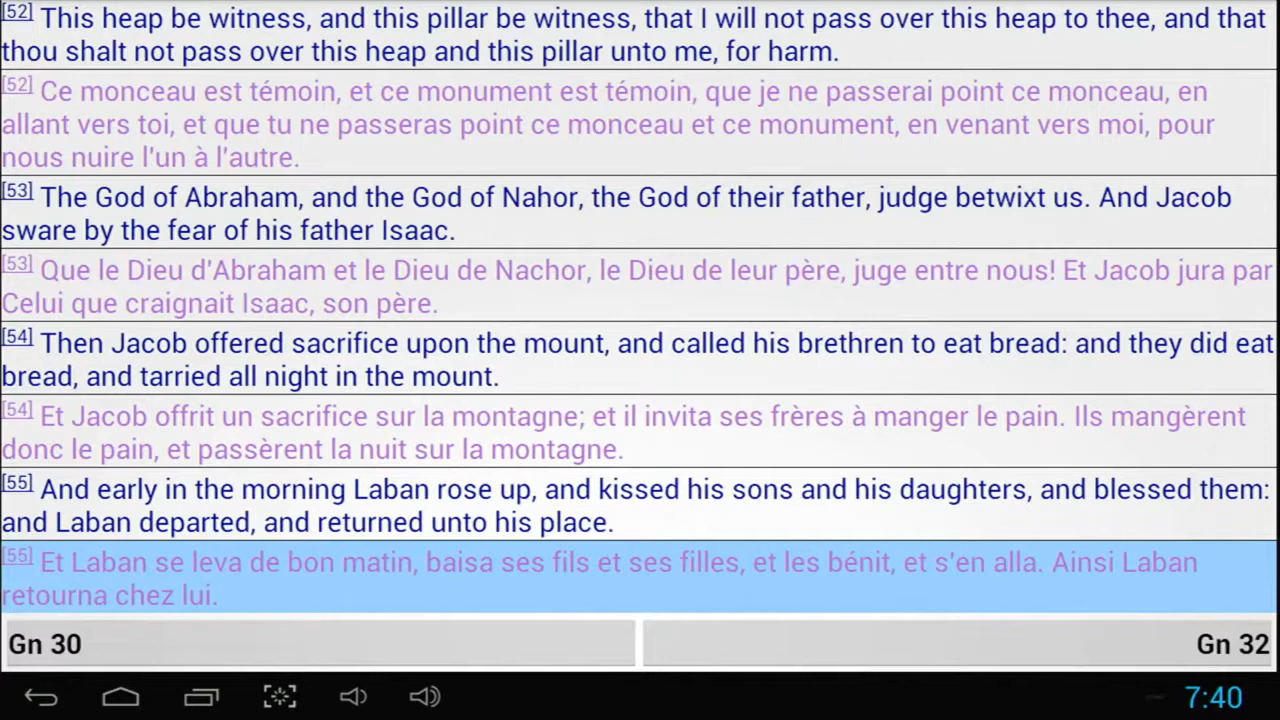 [52] This heap be witness, and this pillar be witness, that I will not pass over this heap to thee, and that
thou shalt not pass over this heap and this pillar unto me, for harm.
[52] Ce monceau est témoin, et ce monument est témoin, que je ne passerai point ce monceau, en
allant vers toi, et que tu ne passeras point ce monceau et ce monument, en venant vers moi, pour
nous nuire l'un à l'autre.
[53] The God of Abraham, and the God of Nahor, the God of their father, judge betwixt us. And Jacob
sware by the fear of his father Isaac.
[53] Que le Dieu d'Abraham et le Dieu de Nachor, le Dieu de leur père, juge entre nous! Et Jacob jura par
Celui que craignait Isaac, son père.
[54] Then Jacob offered sacrifice upon the mount, and called his brethren to eat bread: and they did eat
bread, and tarried all night in the mount.
[54] Et Jacob offrit un sacrifice sur la montagne; et il invita ses frères à manger le pain. Ils mangèrent
donc le pain, et passèrent la nuit sur la montagne.
[55] And early in the morning Laban rose up, and kissed his sons and his daughters, and blessed them:
and Laban departed, and returned unto his place.
[55] Et Laban se leva de bon matin, baisa ses fils et ses filles, et les bénit, et s'en alla. Ainsi Laban
retourna chez lui.
Gn 30
Gn 32
7:40